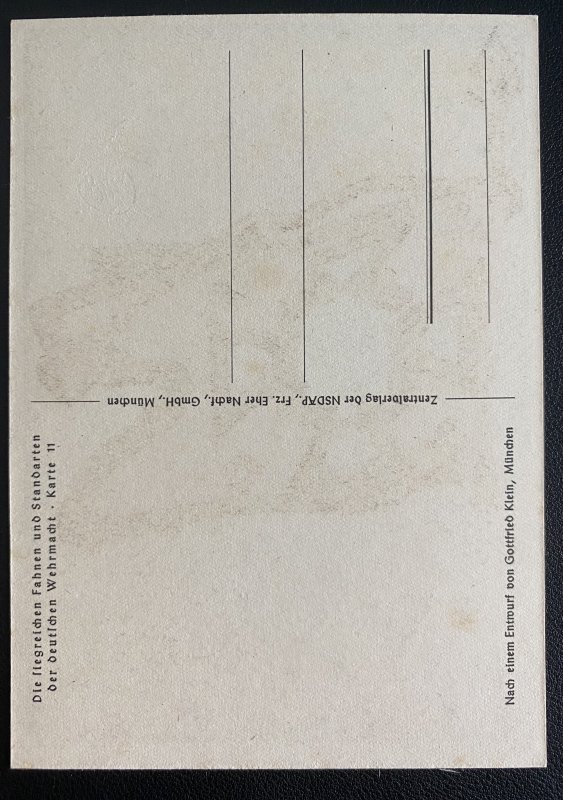 Die siegreichen Fahnen und Standarten
der deutschen Wehrmacht · Karte 11
Zentralverlag der NSDAP., Frz. Eher Nachf., GmbH., München
Nach einem Entwurf von Gottfried Klein, München